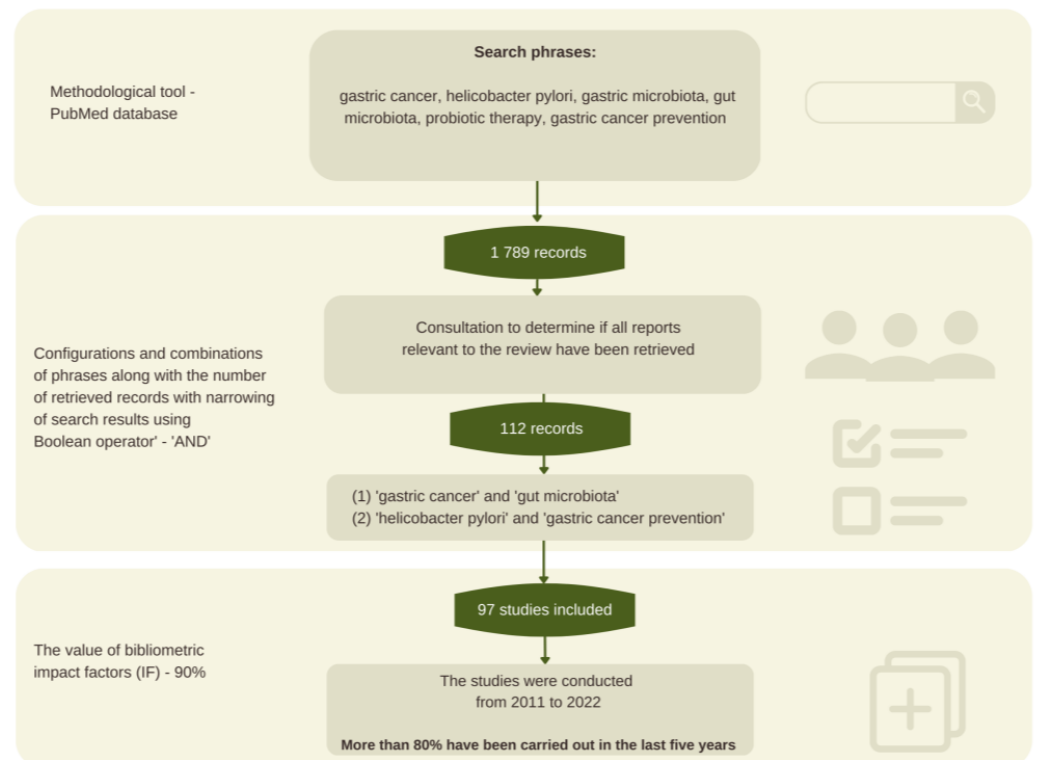 Methodological tool -
PubMed database
Search phrases:
gastric cancer, helicobacter pylori, gastric microbiota, gut
microbiota, probiotic therapy, gastric cancer prevention
1 789 records
Consultation to determine if all reports
relevant to the review have been retrieved
Configurations and combinations
of phrases along with the number
of retrieved records with narrowing
of search results using
Boolean operator' - 'AND'
112 records
(1) 'gastric cancer' and 'gut microbiota'
(2) 'helicobacter pylori' and 'gastric cancer prevention'
97 studies included
The value of bibliometric
impact factors (IF) - 90%
The studies were conducted
from 2011 to 2022
More than 80% have been carried out in the last five years